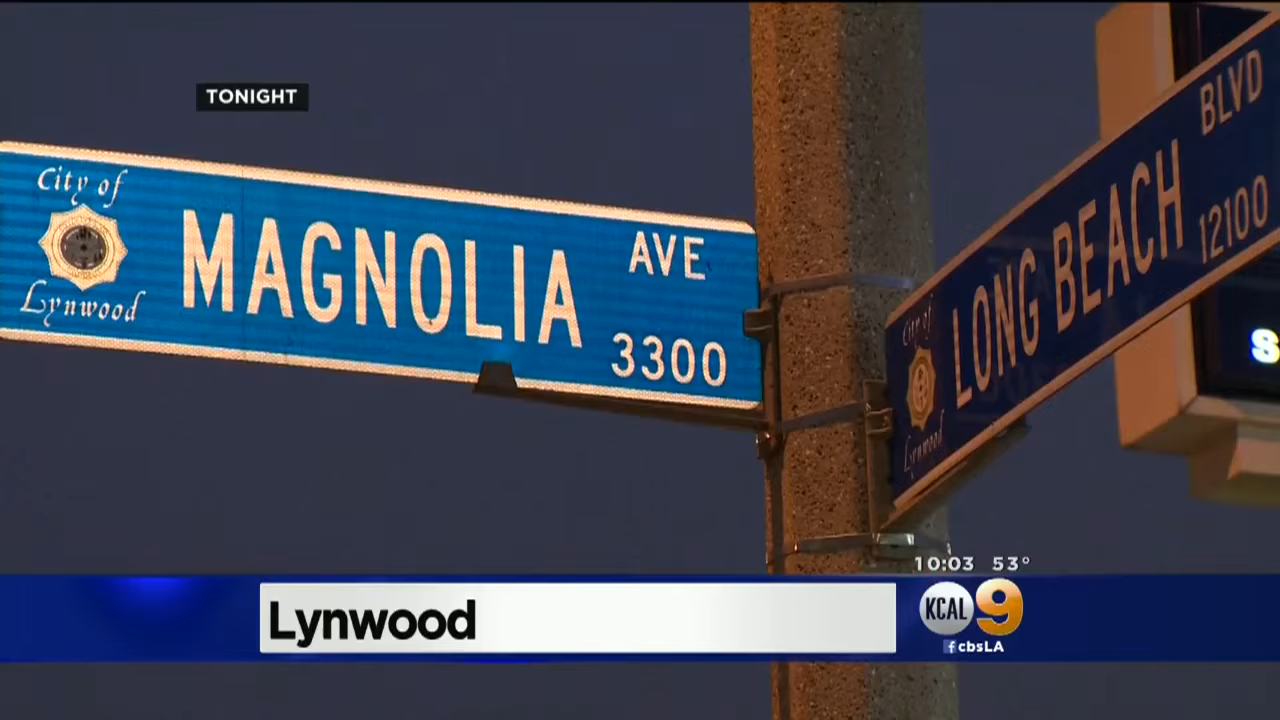 TONIGHT
City of
Lynwood
MAGNOLIA AVE
3300
City of
Lynwood
LONG BEACH BLVD
12100
S
10:03 53°
Lynwood
KCAL 9
f cbsLA